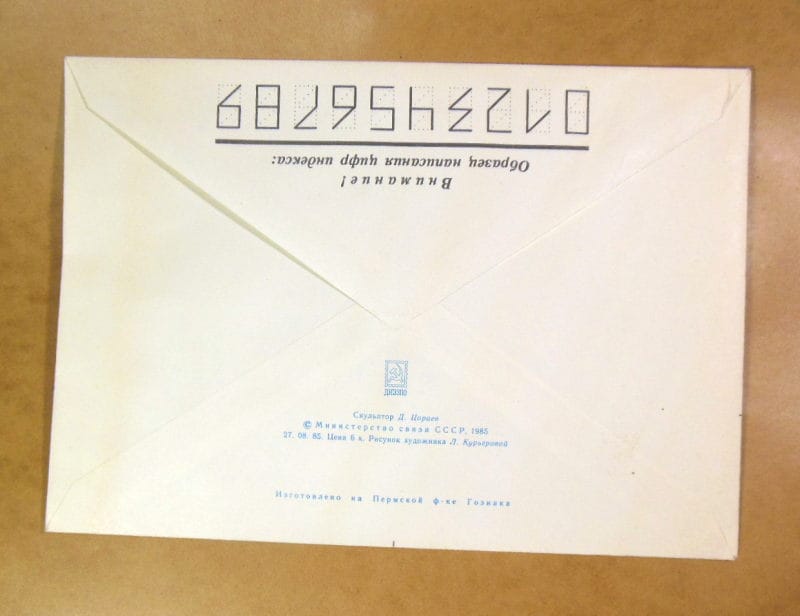 Внимание!
Образец написания цифр индекса:
0123456789
ДИЭЗПО
Скульптор Д. Цораев
© Министерство связи СССР, 1985
27. 08. 85. Цена 6 к. Рисунок художника Л. Курьеровой
Изготовлено на Пермской ф-ке Гознака